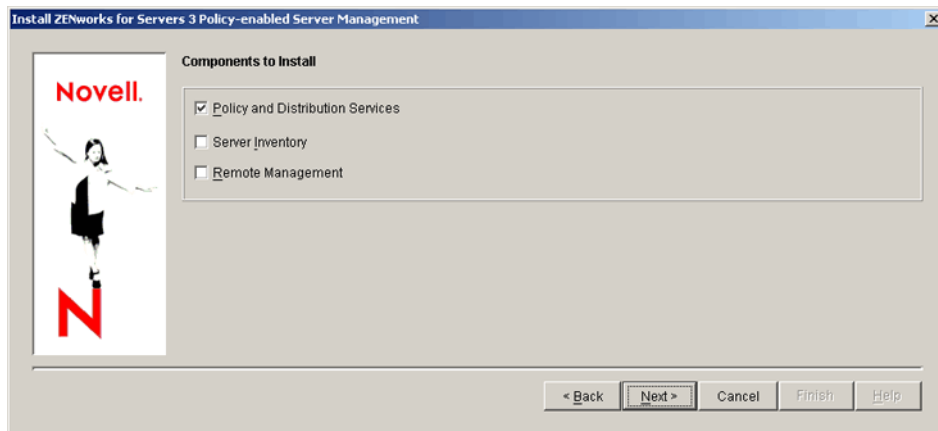 Install ZENworks for Servers 3 Policy-enabled Server Management
Novell.
Components to Install
Policy and Distribution Services
Server Inventory
Remote Management
N
< Back
Next >
Cancel
Finish
Help